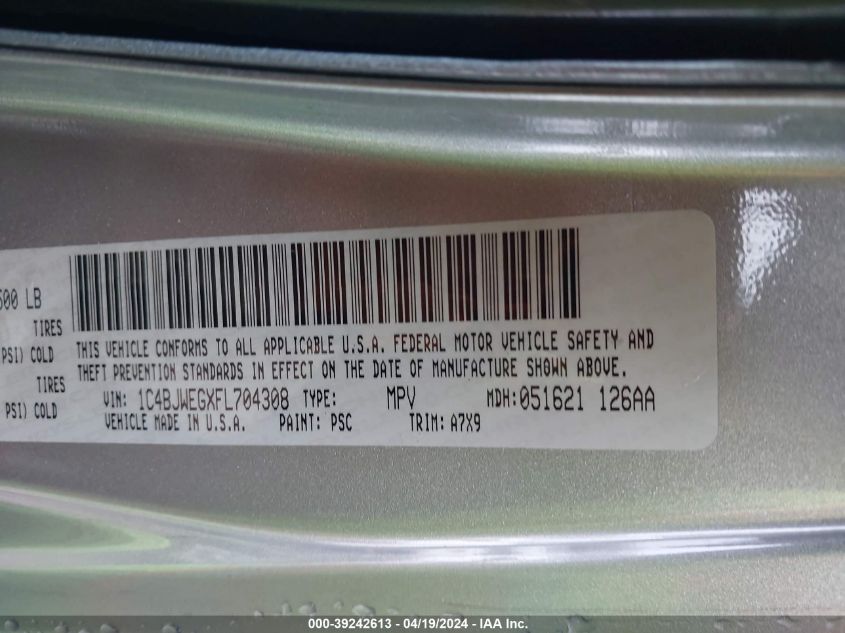 600 LB
TIRES
PSI) COLD
TIRES
PSI) COLD
THIS VEHICLE CONFORMS TO ALL APPLICABLE U.S.A. FEDERAL MOTOR VEHICLE SAFETY AND
THEFT PREVENTION STANDARDS IN EFFECT ON THE DATE OF MANUFACTURE SHOWN ABOVE.
VIN: 1C4BJWEGXFL704308 TYPE: MPV MDH: 051621 126AA
VEHICLE MADE IN U.S.A. PAINT: PSC TRIM: A7X9
000-39242613 - 04/19/2024 - IAA Inc.